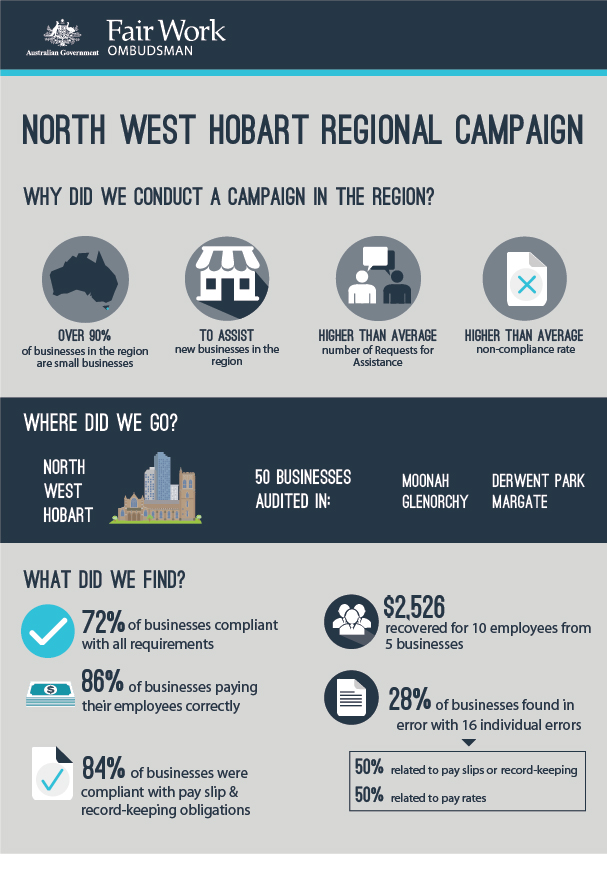 Australian Government
Fair Work
OMBUDSMAN
NORTH WEST HOBART REGIONAL CAMPAIGN
WHY DID WE CONDUCT A CAMPAIGN IN THE REGION?
OVER 90%
of businesses in the region
are small businesses
TO ASSIST
new businesses in the
region
HIGHER THAN AVERAGE
number of Requests for
Assistance
HIGHER THAN AVERAGE
non-compliance rate
WHERE DID WE GO?
NORTH
WEST
HOBART
50 BUSINESSES
AUDITED IN:
MOONAH
GLENORCHY
DERWENT PARK
MARGATE
WHAT DID WE FIND?
72% of businesses compliant
with all requirements
$
86% of businesses paying
their employees correctly
84% of businesses were
compliant with pay slip &
record-keeping obligations
$2,526
recovered for 10 employees from
5 businesses
28% of businesses found in
error with 16 individual errors
50% related to pay slips or record-keeping
50% related to pay rates